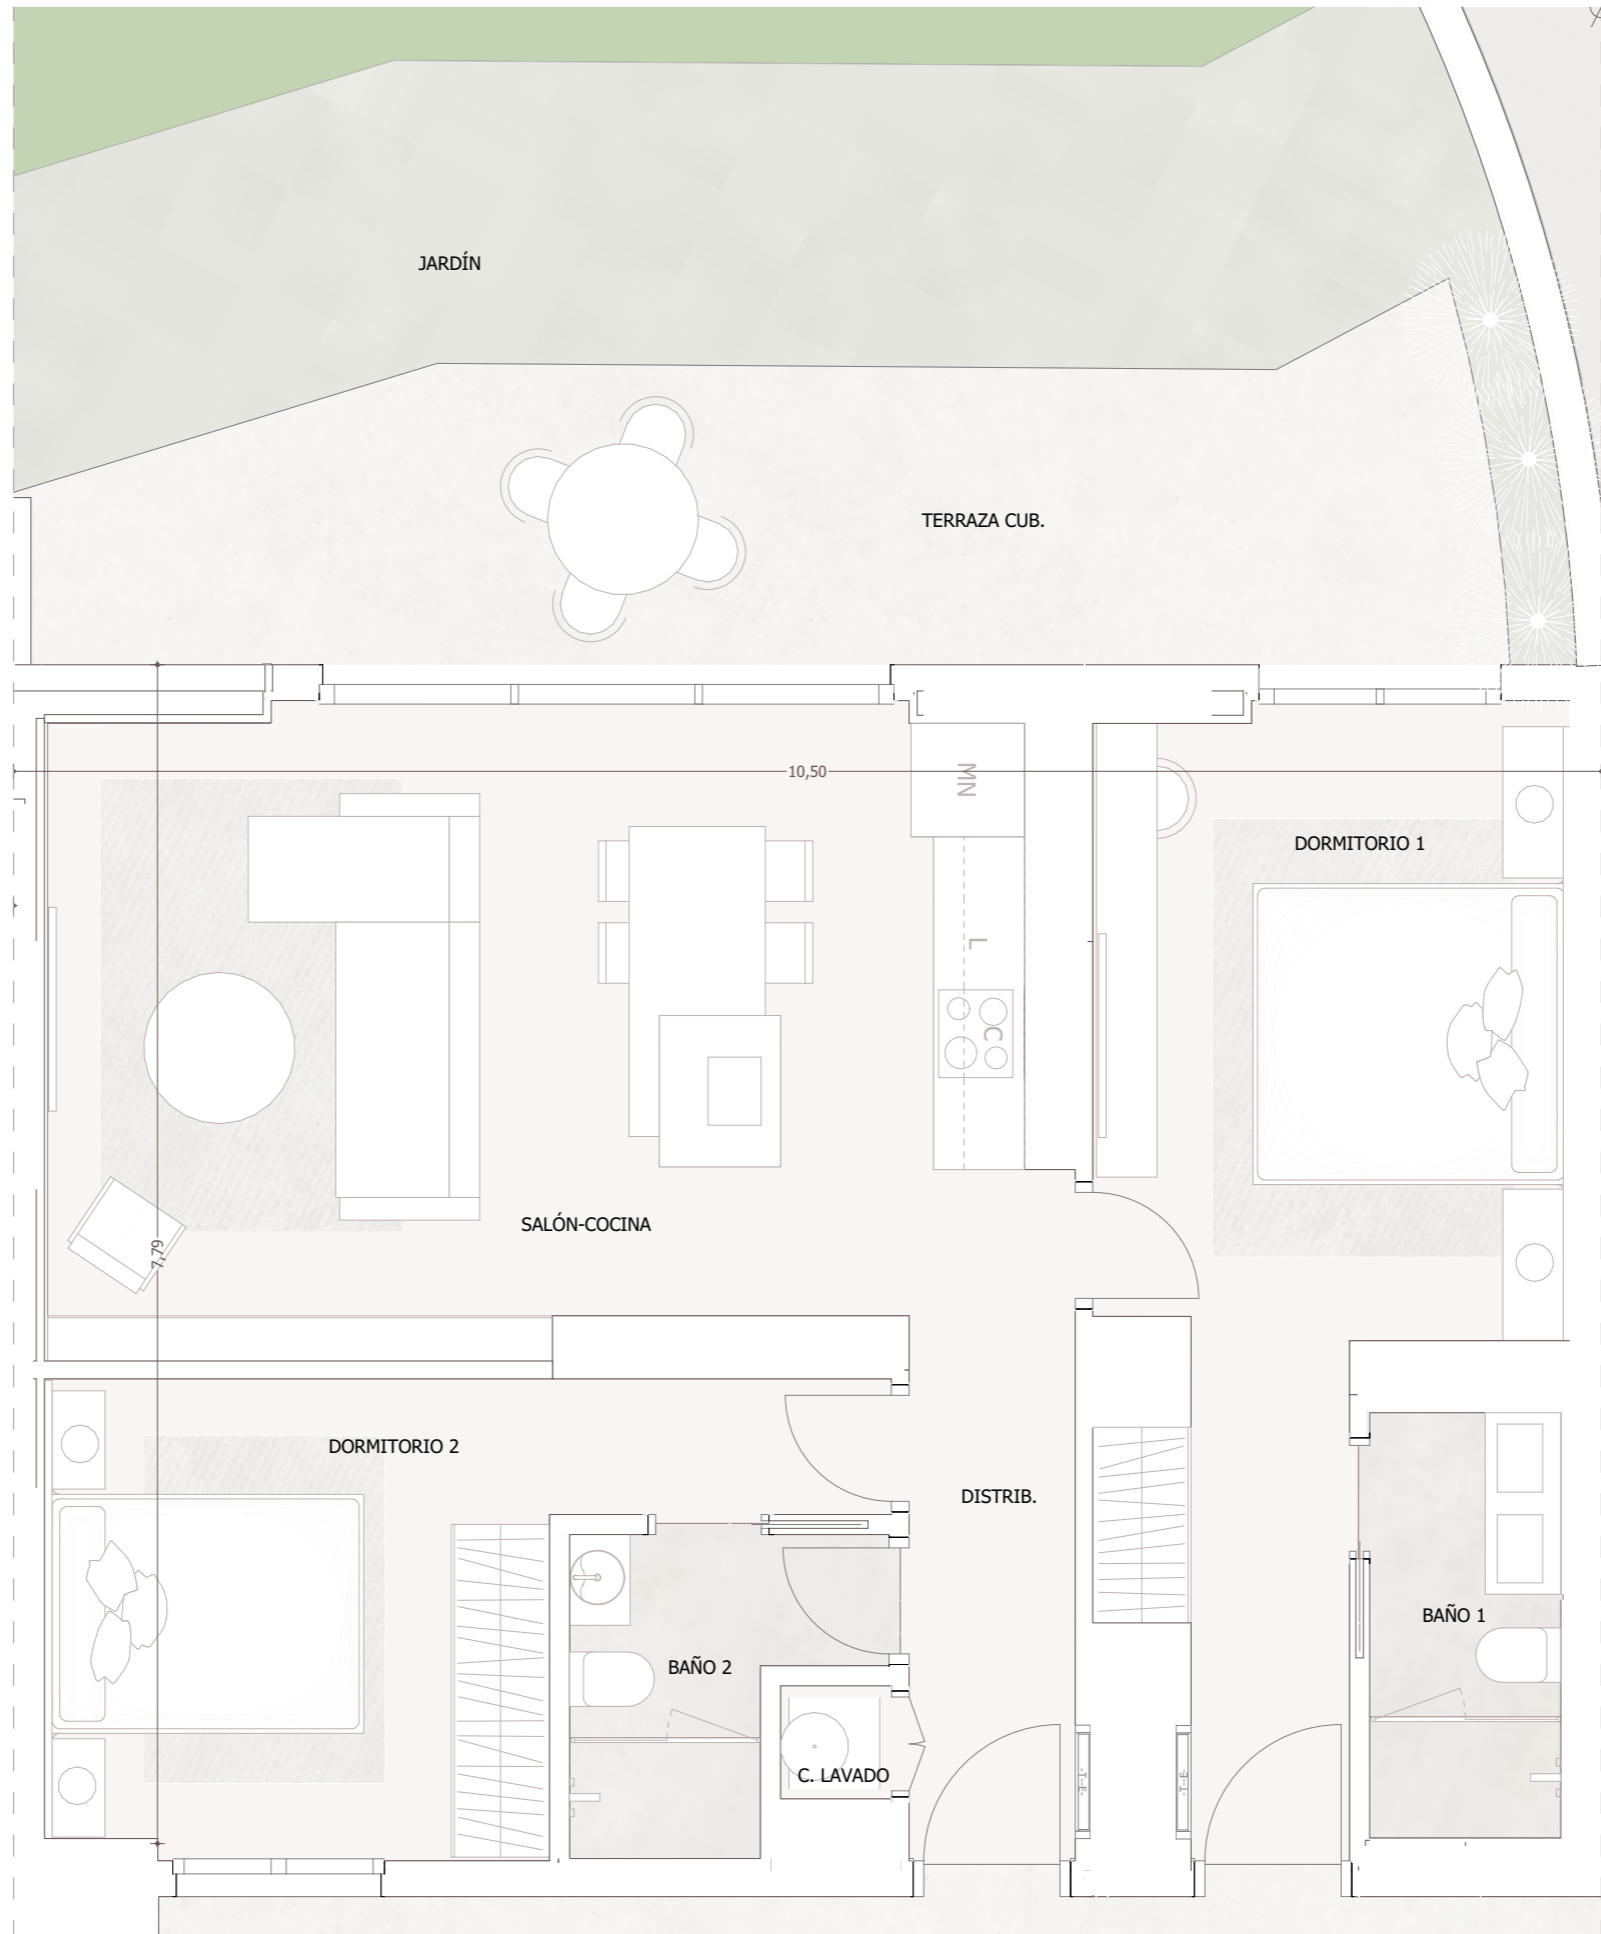 JARDÍN
TERRAZA CUB.
10,50
MN
DORMITORIO 1
L
C
SALÓN-COCINA
7,79
DORMITORIO 2
DISTRIB.
BAÑO 1
BAÑO 2
C. LAVADO